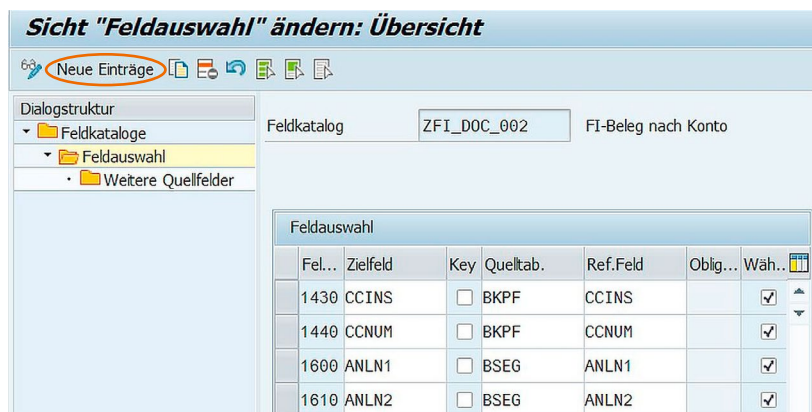 Sicht "Feldauswahl" ändern: Übersicht
Neue Einträge
Dialogstruktur
Feldkataloge
Feldauswahl
Weitere Quellfelder
Feldkatalog ZFI_DOC_002 FI-Beleg nach Konto
Feldauswahl
Fel... Zielfeld Key Quelltab. Ref.Feld Oblig... Wäh..
1430 CCINS BKPF CCINS
1440 CCNUM BKPF CCNUM
1600 ANLN1 BSEG ANLN1
1610 ANLN2 BSEG ANLN2